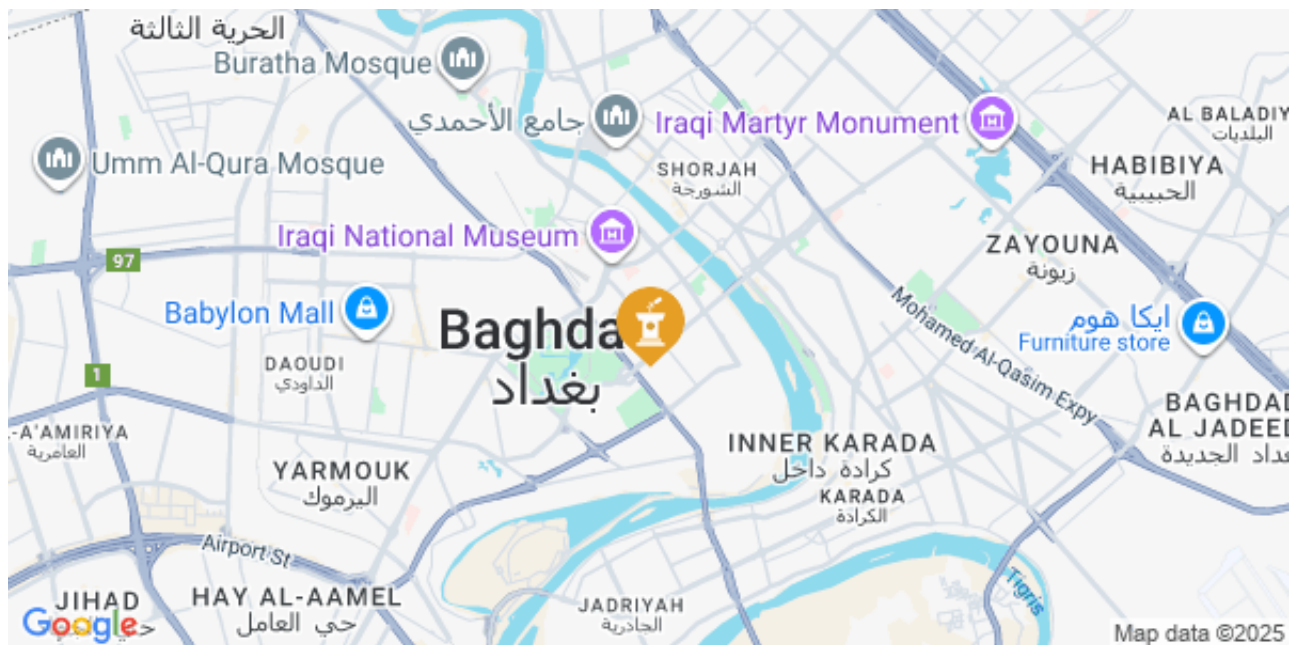 الحرية الثالثة
Buratha Mosque
جامع الأحمدي
Iraqi Martyr Monument
AL BALADIY
البلديات
Umm Al-Qura Mosque
SHORJAH
الشورجة
HABIBIYA
الحبيبية
Iraqi National Museum
ZAYOUNA
زيونة
97
Babylon Mall
Baghda
بغداد
Mohamed Al-Qasim Expy
ايكا هوم
Furniture store
DAOUDI
الداودي
1
-A'AMIRIYA
العامرية
BAGHDAD
AL JADEED
بغداد الجديدة
INNER KARADA
كرادة داخل
YARMOUK
اليرموك
KARADA
الكرادة
Airport St
Tigris
JIHAD
حي
HAY AL-AAMEL
حي العامل
JADRIYAH
الجادرية
Google
Map data ©2025